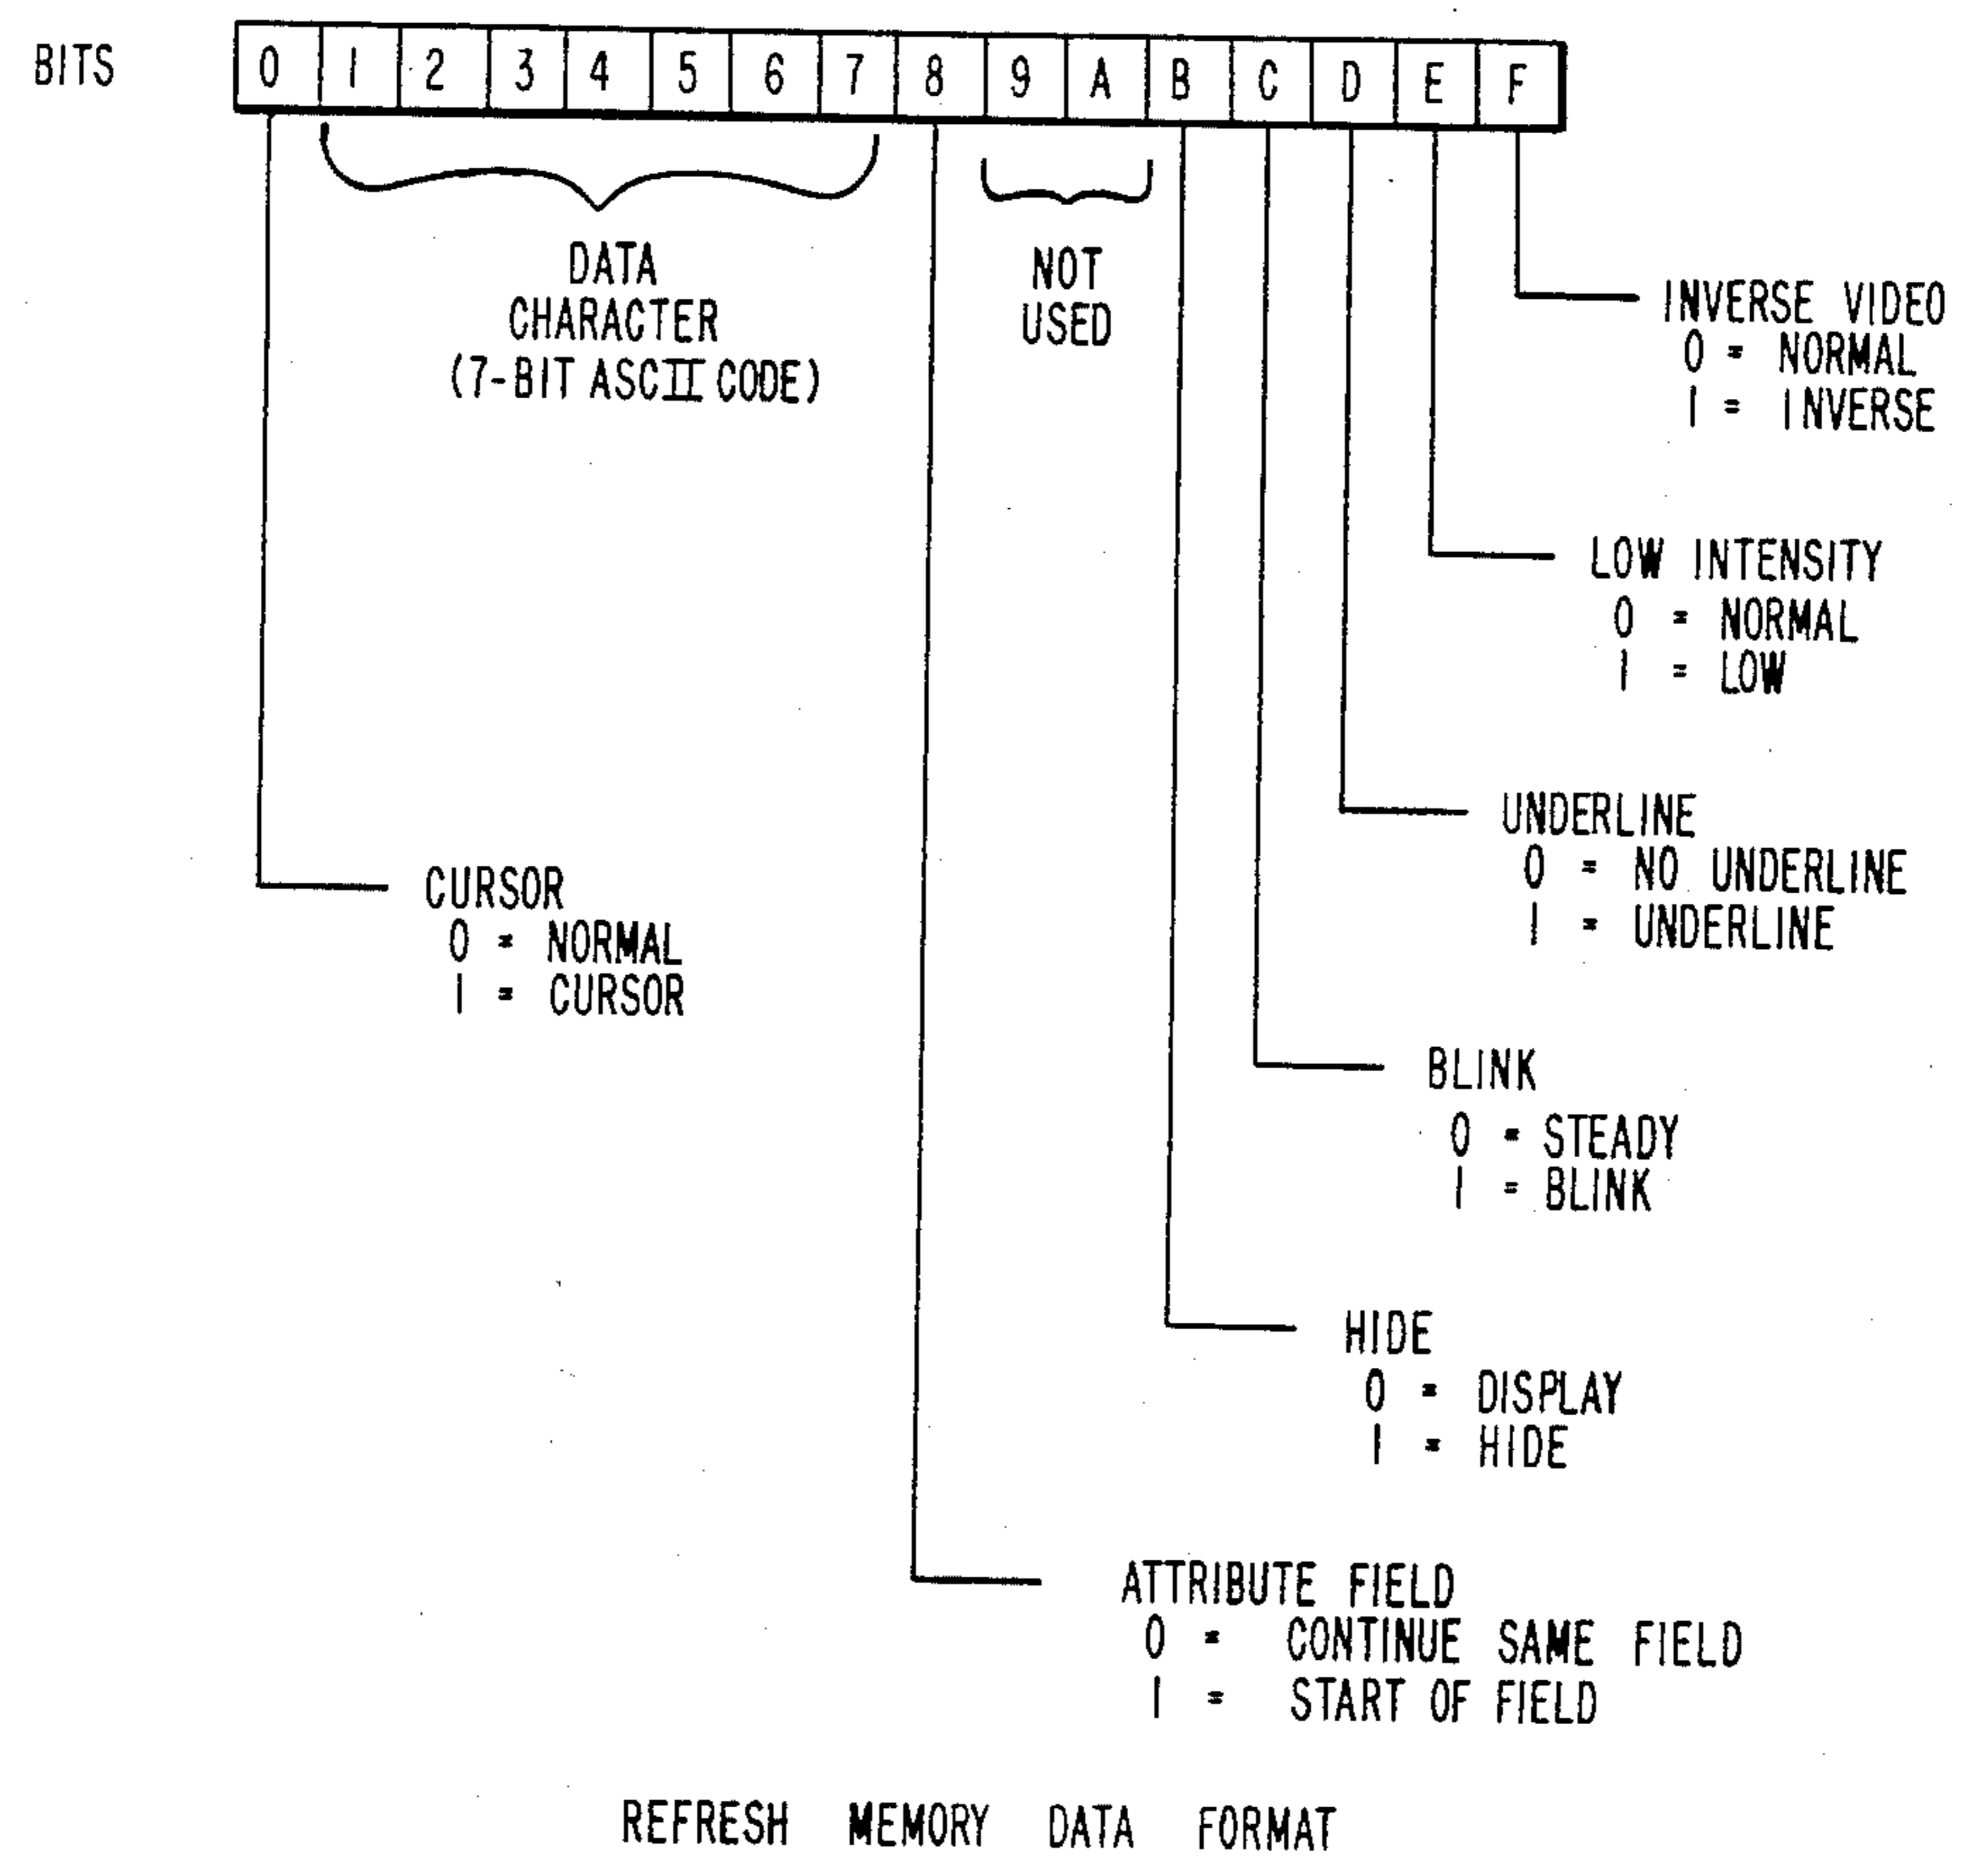 BITS 0 1 2 3 4 5 6 7 8 9 A B C D E F
DATA
CHARACTER
(7-BIT ASCII CODE)
NOT
USED
INVERSE VIDEO
0 = NORMAL
1 = INVERSE
LOW INTENSITY
0 = NORMAL
1 = LOW
UNDERLINE
0 = NO UNDERLINE
1 = UNDERLINE
CURSOR
0 = NORMAL
1 = CURSOR
BLINK
0 = STEADY
1 = BLINK
HIDE
0 = DISPLAY
1 = HIDE
ATTRIBUTE FIELD
0 = CONTINUE SAME FIELD
1 = START OF FIELD
REFRESH MEMORY DATA FORMAT